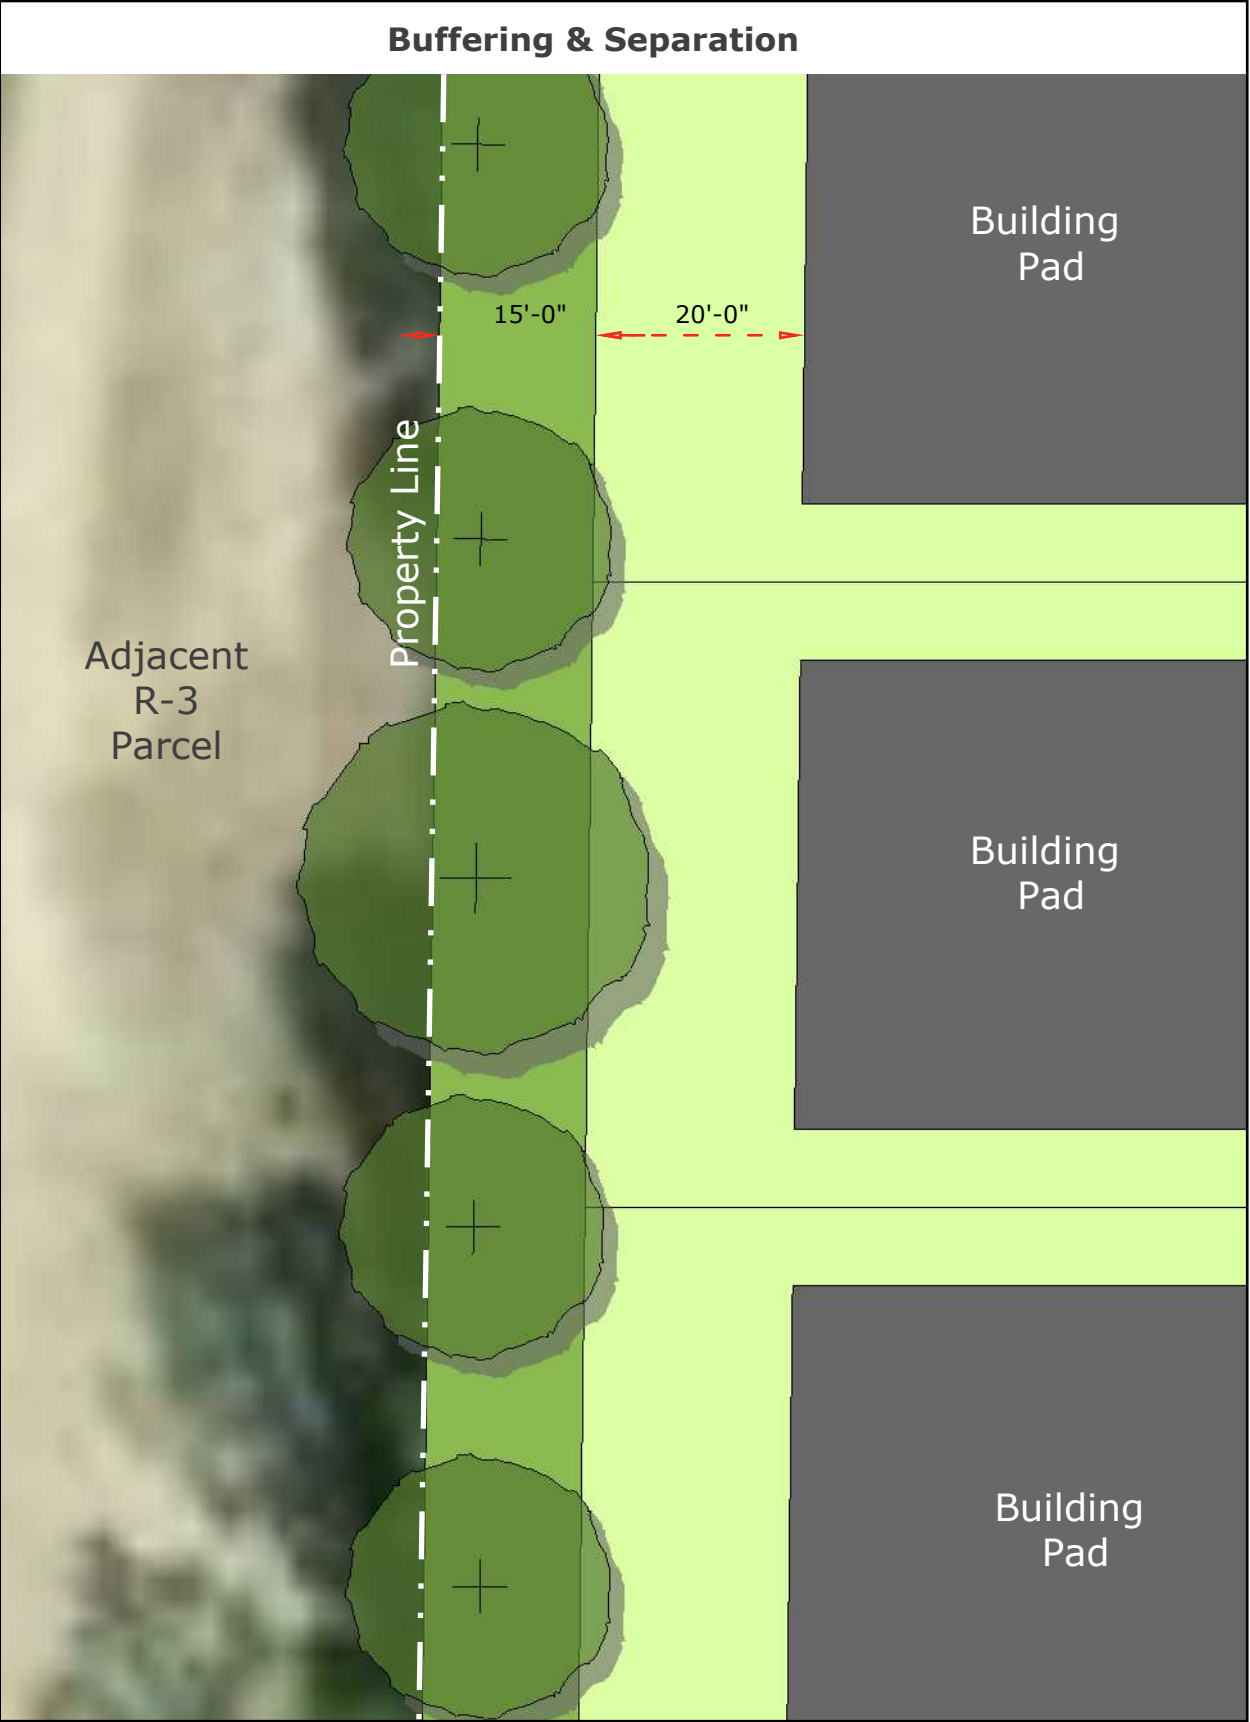 Buffering & Separation
Building
Pad
15'-0"
20'-0"
Property Line
Adjacent
R-3
Parcel
Building
Pad
Building
Pad